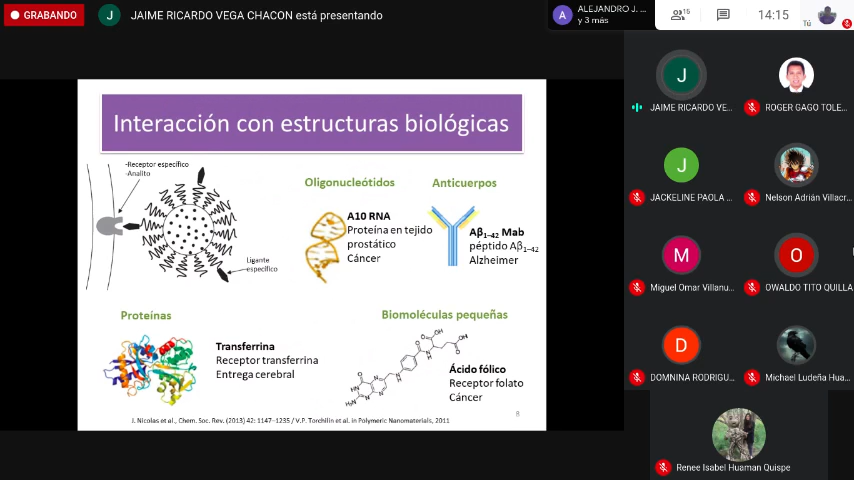 GRABANDO
J
JAIME RICARDO VEGA CHACON está presentando
A
ALEJANDRO J. ...
y 3 más
15
14:15
Tú
Interacción con estructuras biológicas
-Receptor específico
-Analito
Ligante
específico
Oligonucleótidos
A10 RNA
Proteína en tejido
prostático
Cáncer
Anticuerpos
Aβ1–42 Mab
péptido Aβ1–42
Alzheimer
Proteínas
Transferrina
Receptor transferrina
Entrega cerebral
Biomoléculas pequeñas
Ácido fólico
Receptor folato
Cáncer
J. Nicolas et al., Chem. Soc. Rev. (2013) 42: 1147–1235 / V.P. Torchilin et al. in Polymeric Nanomaterials, 2011
8
J
JAIME RICARDO VE...
ROGER GAGO TOLE...
J
JACKELINE PAOLA ...
Nelson Adrián Villacr...
M
Miguel Omar Villanu...
O
OWALDO TITO QUILLA
D
DOMNINA RODRIGU...
Michael Ludeña Hua...
Renee Isabel Huaman Quispe